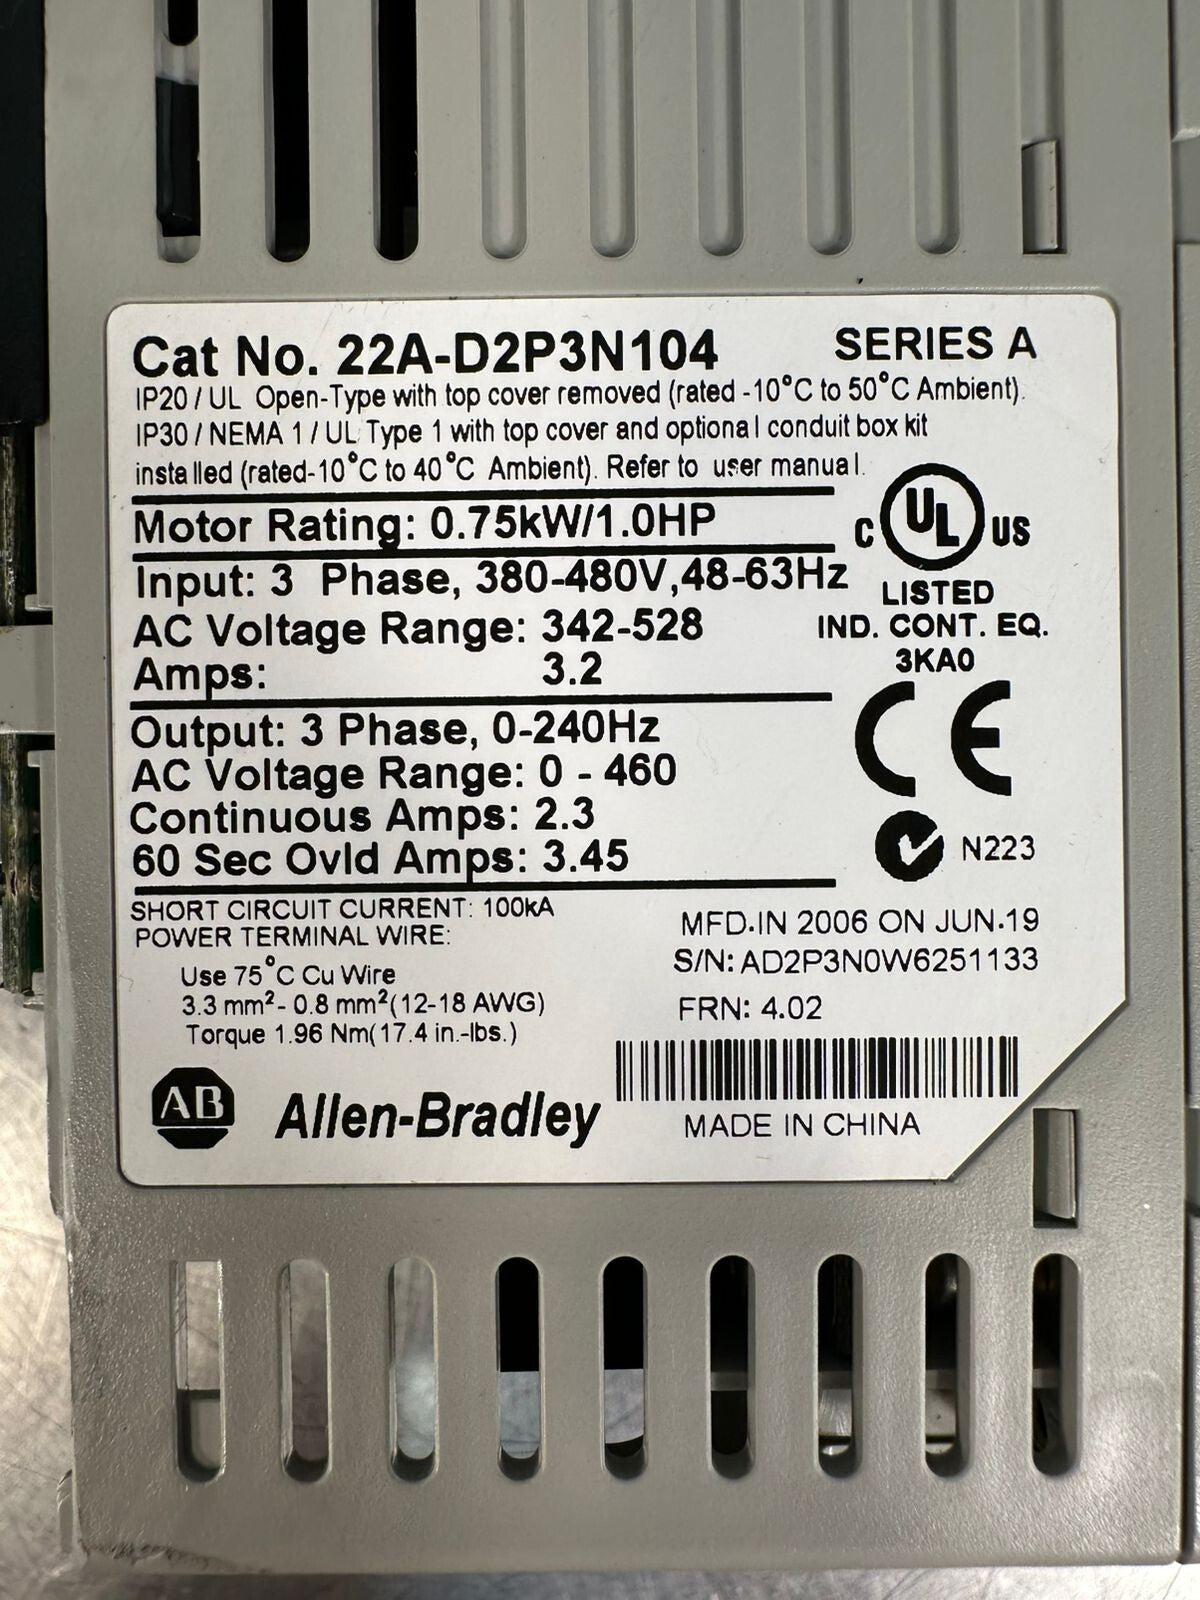 Cat No. 22A-D2P3N104 SERIES A
IP20 / UL Open-Type with top cover removed (rated -10°C to 50°C Ambient).
IP30 / NEMA 1 / UL Type 1 with top cover and optional conduit box kit
installed (rated-10°C to 40°C Ambient). Refer to user manual.
Motor Rating: 0.75kW/1.0HP
Input: 3 Phase, 380-480V,48-63Hz
AC Voltage Range: 342-528
Amps: 3.2
C UL US
LISTED
IND. CONT. EQ.
3KA0
CE
N223
Output: 3 Phase, 0-240Hz
AC Voltage Range: 0 - 460
Continuous Amps: 2.3
60 Sec Ovld Amps: 3.45
SHORT CIRCUIT CURRENT: 100kA
POWER TERMINAL WIRE:
Use 75°C Cu Wire
3.3 mm²- 0.8 mm²(12-18 AWG)
Torque 1.96 Nm(17.4 in.-lbs.)
MFD.IN 2006 ON JUN.19
S/N: AD2P3N0W6251133
FRN: 4.02
AB Allen-Bradley
MADE IN CHINA